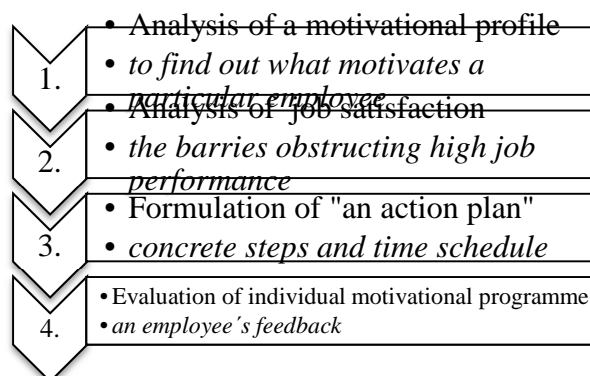 1.
• Analysis of a motivational profile
• to find out what motivates a
particular employee
2.
• Analysis of job satisfaction
• the barries obstructing high job
performance
3.
• Formulation of "an action plan"
• concrete steps and time schedule
4.
• Evaluation of individual motivational programme
• an employee´s feedback